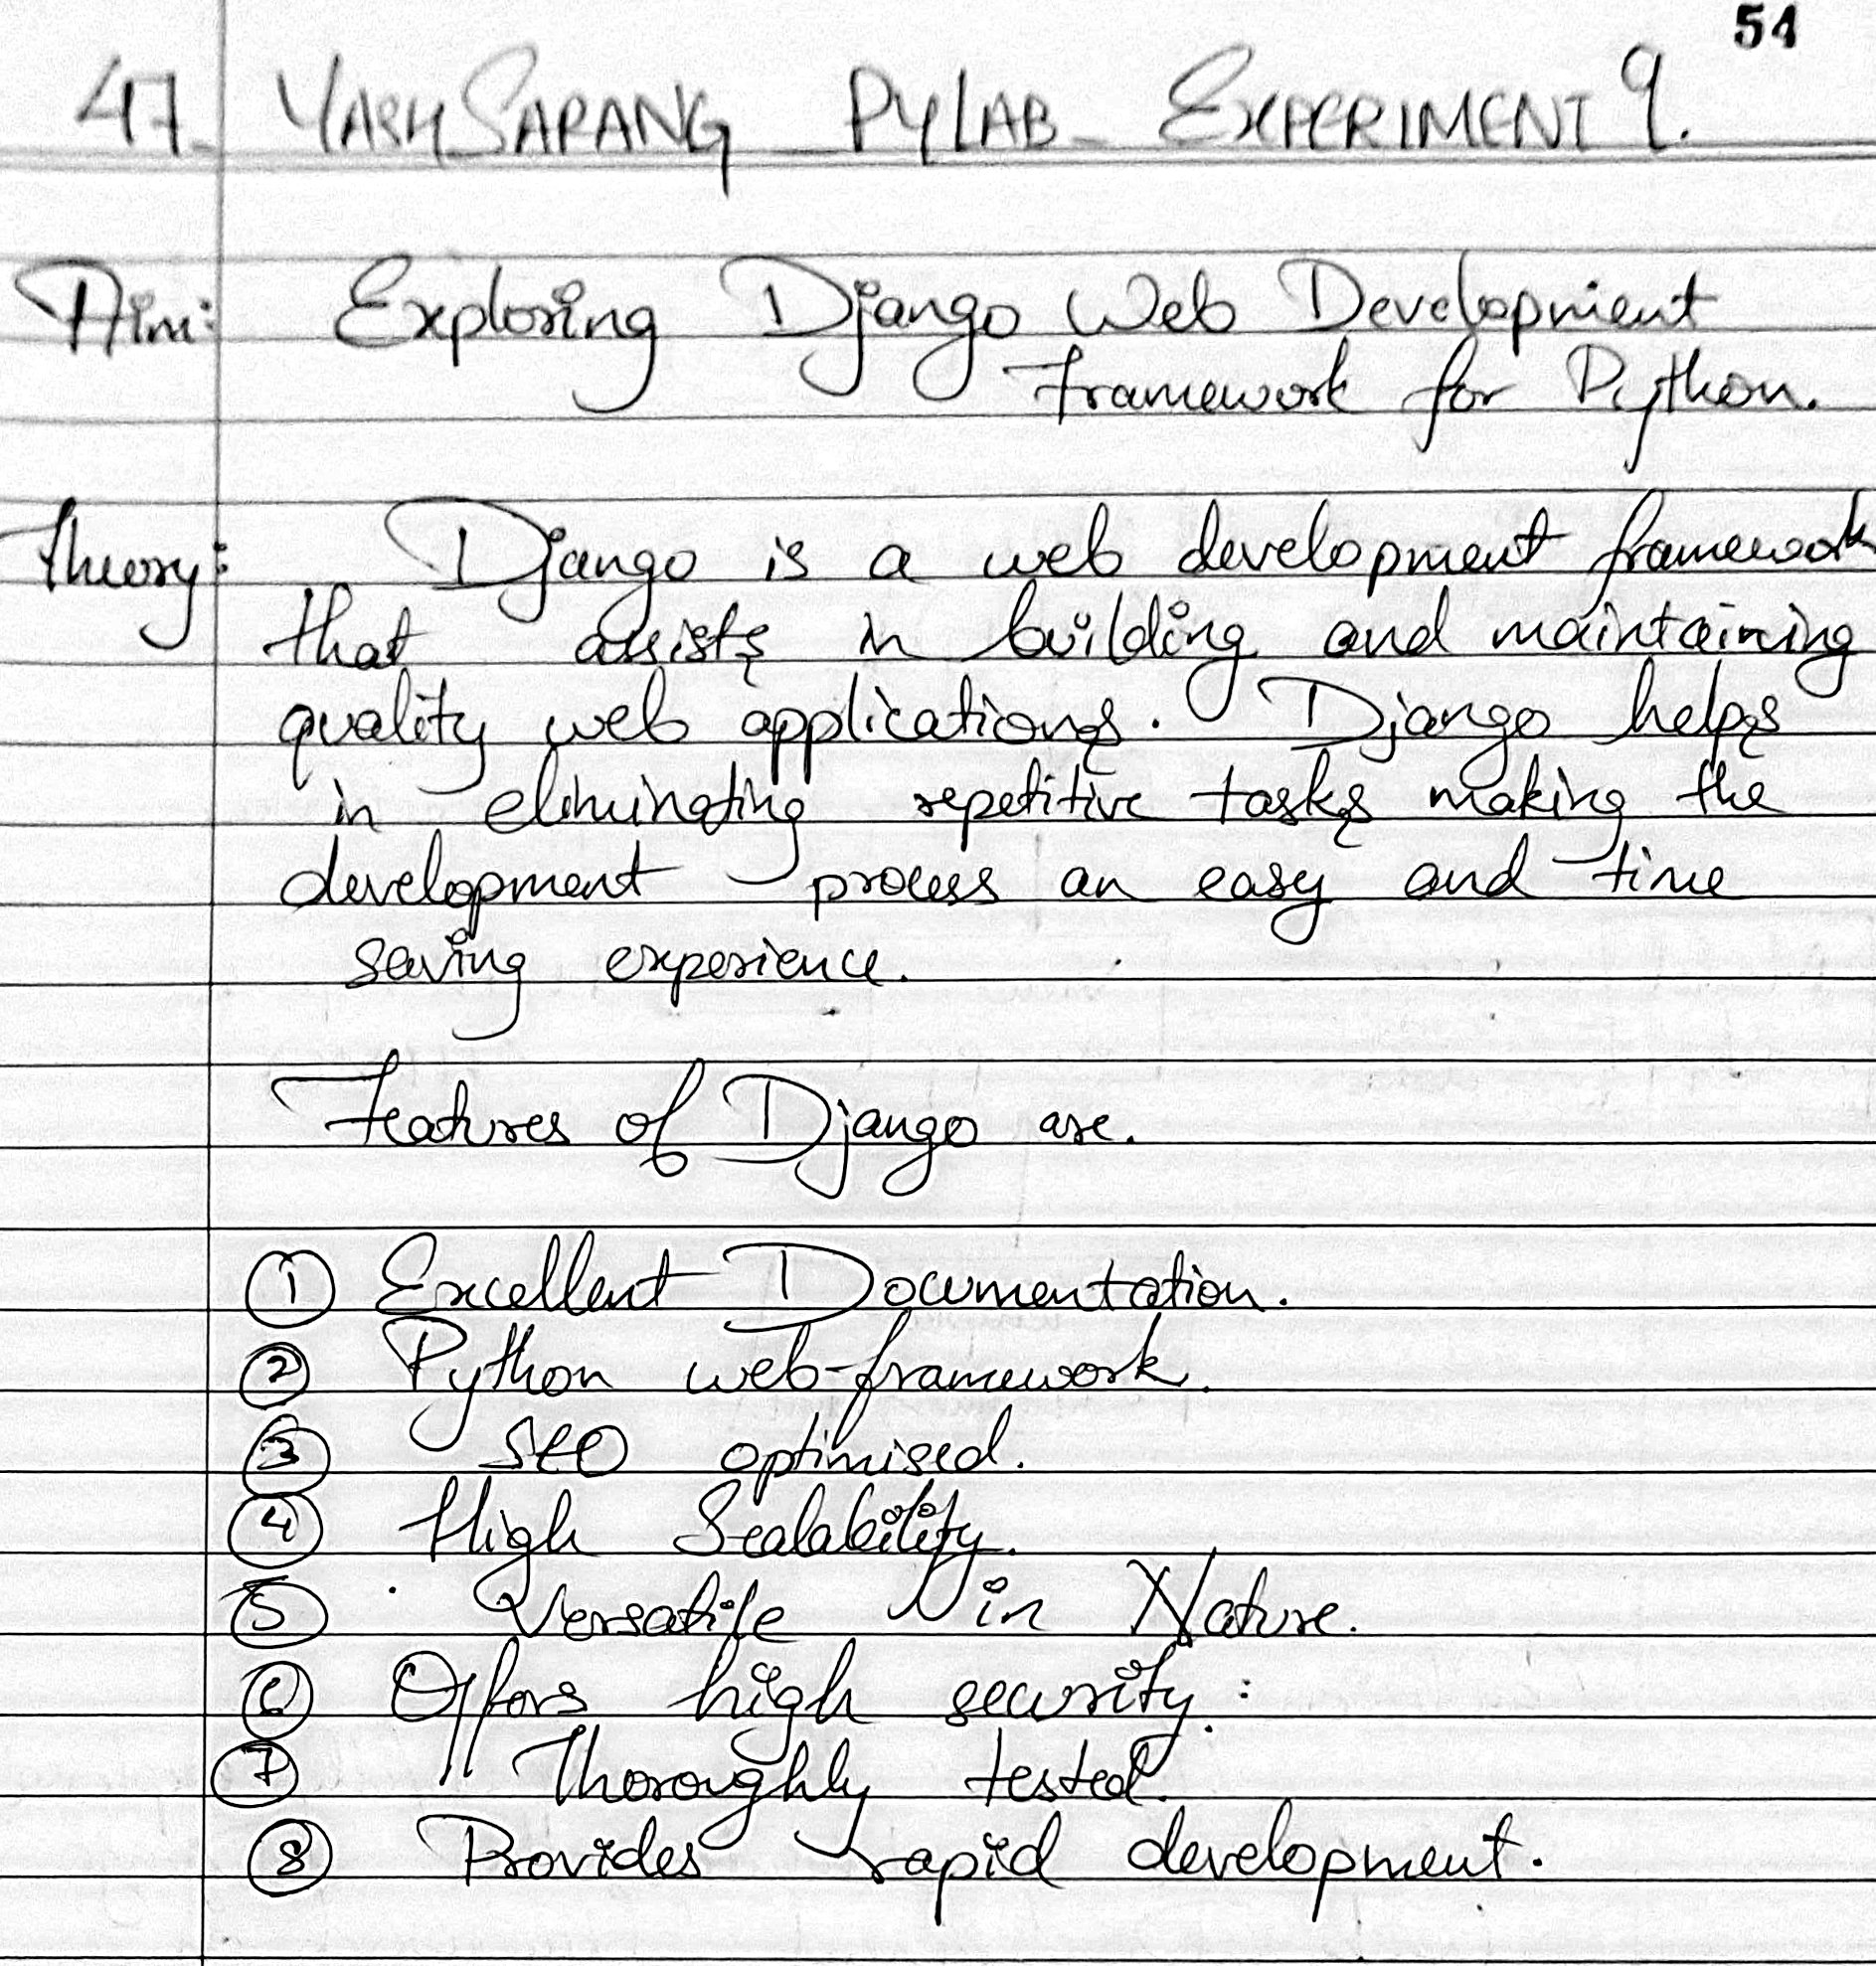 54
47 YASH SARANG PYLAB EXPERIMENT 9.
Aim: Exploring Django Web Development
Framework for Python.
Theory: Django is a web development framework
that assists in building and maintaining
quality web applications. Django helps
in eliminating repetitive tasks making the
development process an easy and time
saving experience.
Features of Django are.
① Excellent Documentation.
② Python web-framework.
③ SEO optimised.
④ High Scalability.
⑤ Versatile in Nature.
⑥ Offers high security.
⑦ Thoroughly tested.
⑧ Provides rapid development.